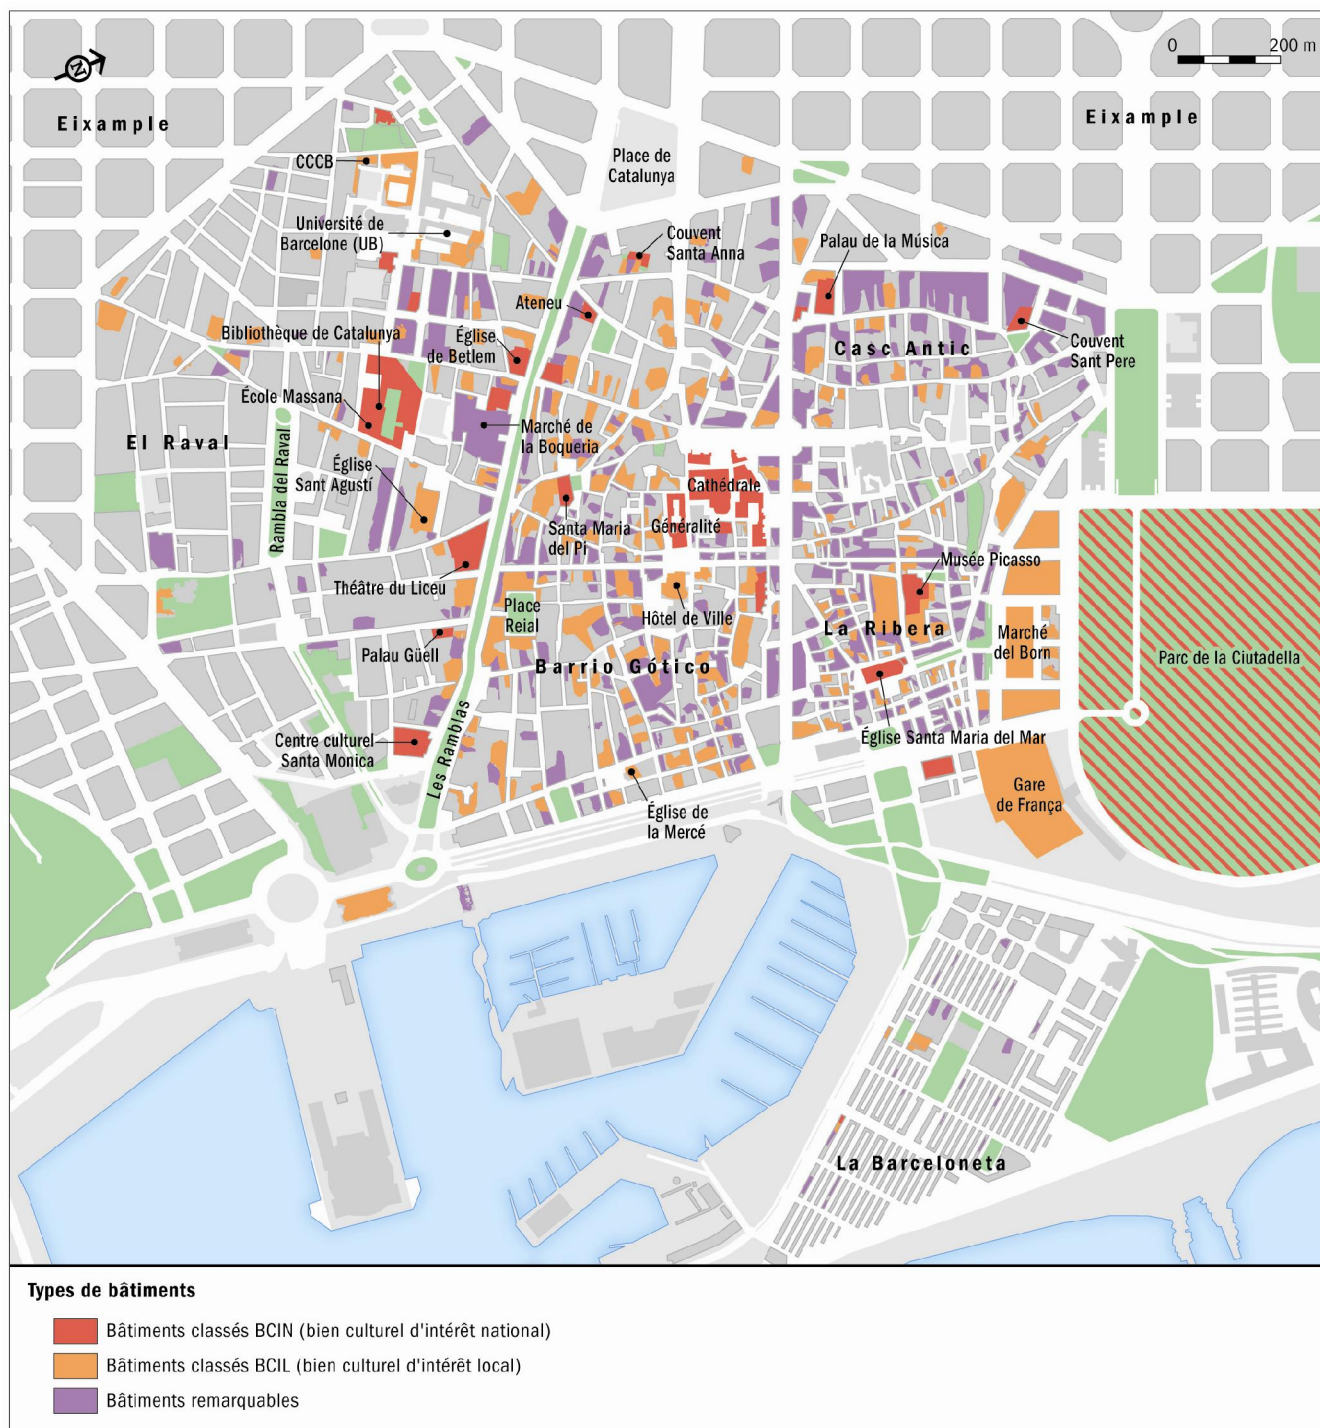 0 200 m
N
Eixample
Eixample
CCCB
Place de
Catalunya
Université de
Barcelone (UB)
Couvent
Santa Anna
Palau de la Música
Ateneu
Bibliothèque de Catalunya
Église
de Betlem
Casc Antic
Couvent
Sant Pere
École Massana
El Raval
Rambla del Raval
Marché de
la Boqueria
Église
Sant Agustí
Cathédrale
Généralité
Santa Maria
del Pi
Musée Picasso
Théâtre du Liceu
Place
Reial
Hôtel de Ville
La Ribera
Marché
del Born
Palau Güell
Barrio Gótico
Parc de la Ciutadella
Les Ramblas
Centre culturel
Santa Monica
Église Santa Maria del Mar
Gare
de França
Église de
la Mercé
La Barceloneta
Types de bâtiments
Bâtiments classés BCIN (bien culturel d'intérêt national)
Bâtiments classés BCIL (bien culturel d'intérêt local)
Bâtiments remarquables